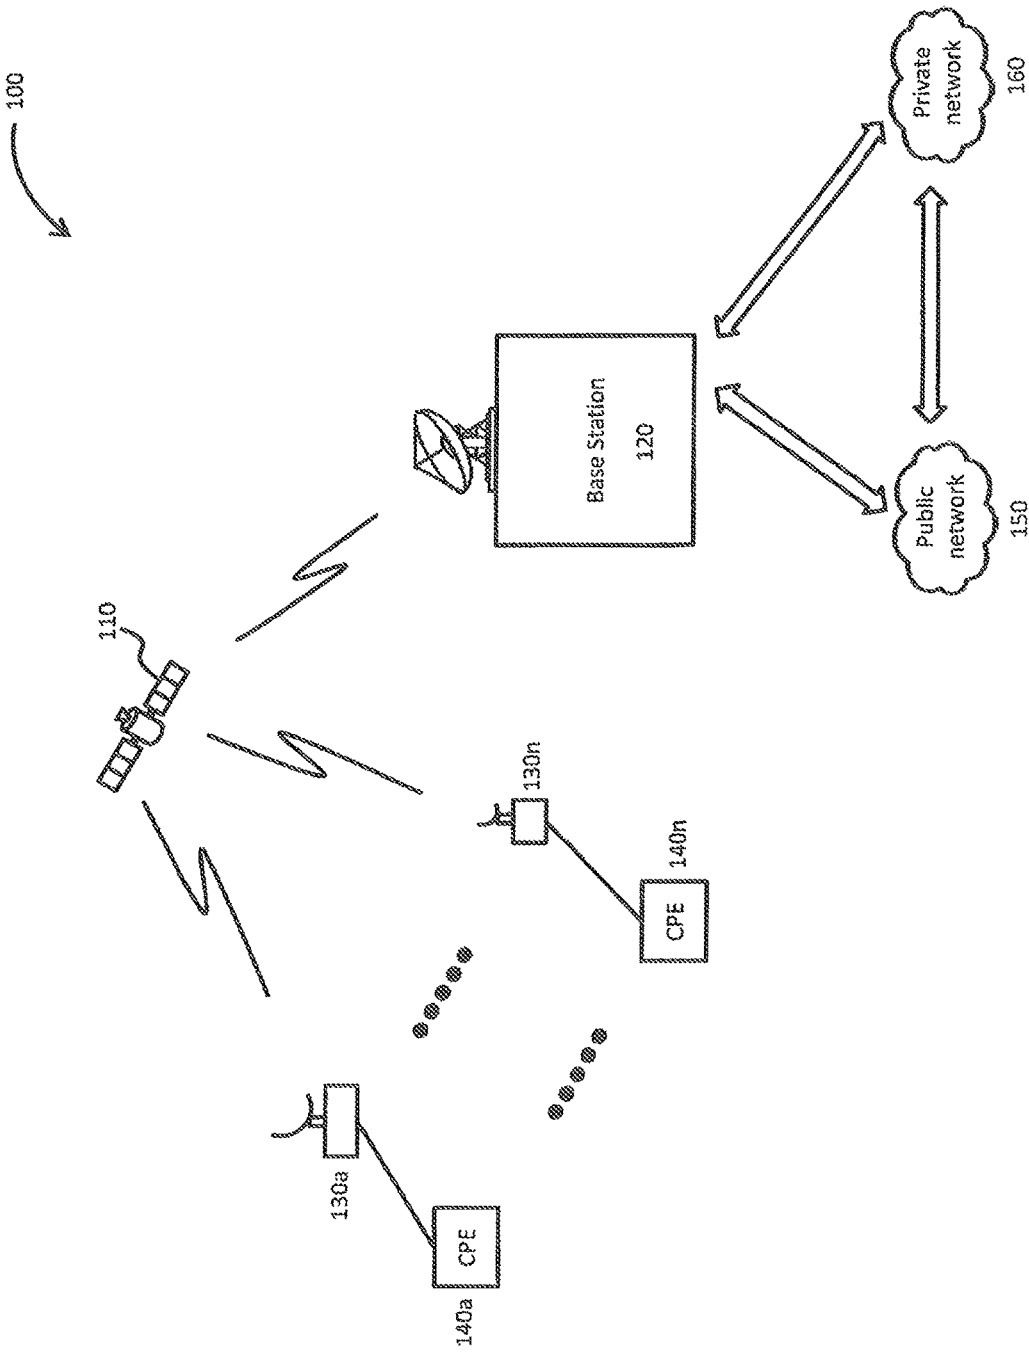 100
110
130a
140a
CPE
130n
140n
CPE
Base Station
120
Public
network
150
Private
network
160